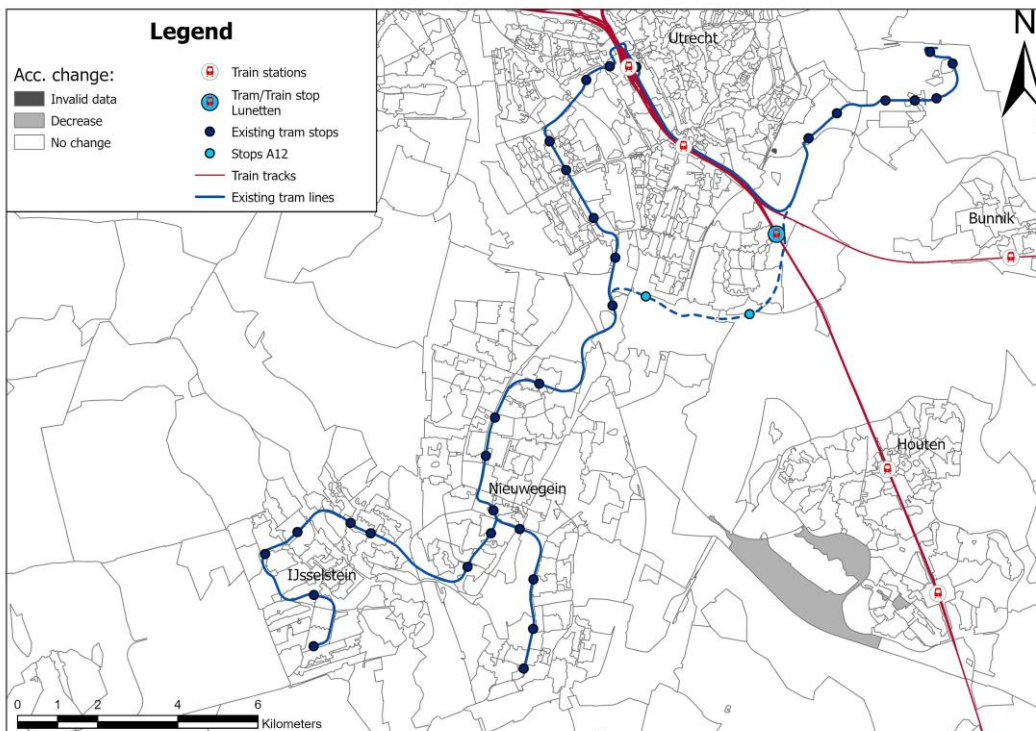 Legend
Acc. change:
Invalid data
Decrease
No change
Train stations
Tram/Train stop
Lunetten
Existing tram stops
Stops A12
Train tracks
Existing tram lines
N
Utrecht
Bunnik
Houten
Nieuwegein
IJsselstein
0 1 2 4 6
Kilometers